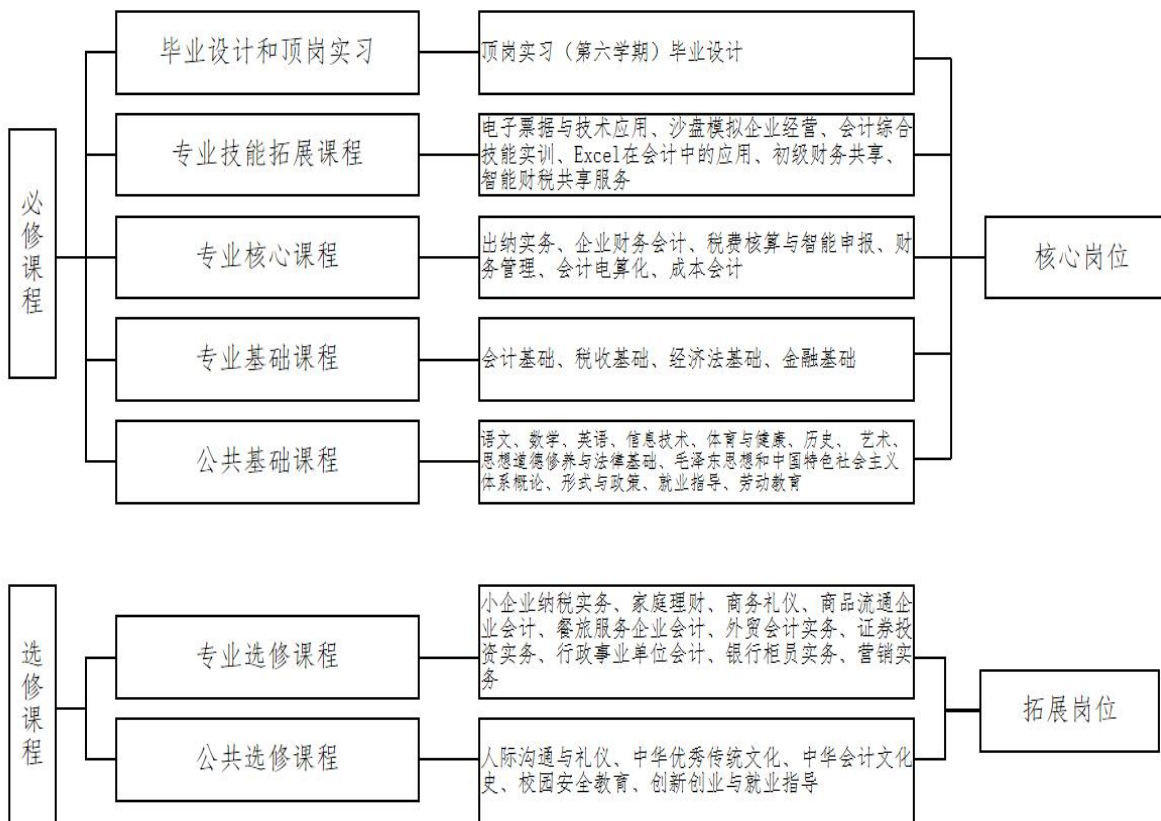 毕业设计和顶岗实习
顶岗实习（第六学期）毕业设计
专业技能拓展课程
电子票据与技术应用、沙盘模拟企业经营、会计综合
技能实训、Excel在会计中的应用、初级财务共享、
智能财税共享服务
必修课程
专业核心课程
出纳实务、企业财务会计、税费核算与智能申报、财
务管理、会计电算化、成本会计
核心岗位
专业基础课程
会计基础、税收基础、经济法基础、金融基础
公共基础课程
语文、数学、英语、信息技术、体育与健康、历史、 艺术、
思想道德修养与法律基础、毛泽东思想和中国特色社会主义
体系概论、形式与政策、就业指导、劳动教育
选修课程
专业选修课程
小企业纳税实务、家庭理财、商务礼仪、商品流通企
业会计、餐旅服务企业会计、外贸会计实务、证券投
资实务、行政事业单位会计、银行柜员实务、营销实
务
拓展岗位
公共选修课程
人际沟通与礼仪、中华优秀传统文化、中华会计文化
史、校园安全教育、创新创业与就业指导